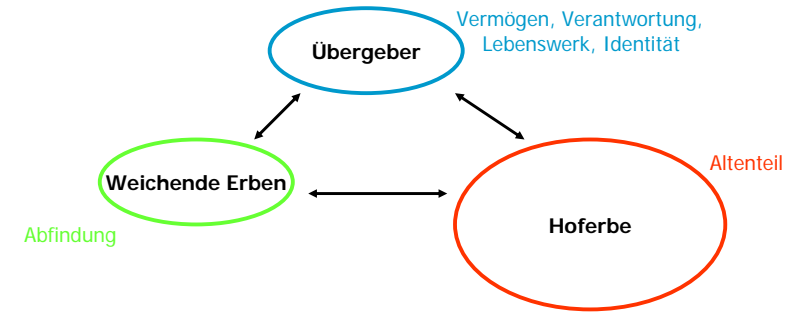 Vermögen, Verantwortung,
Lebenswerk, Identität
Übergeber
Altenteil
Weichende Erben
Hoferbe
Abfindung